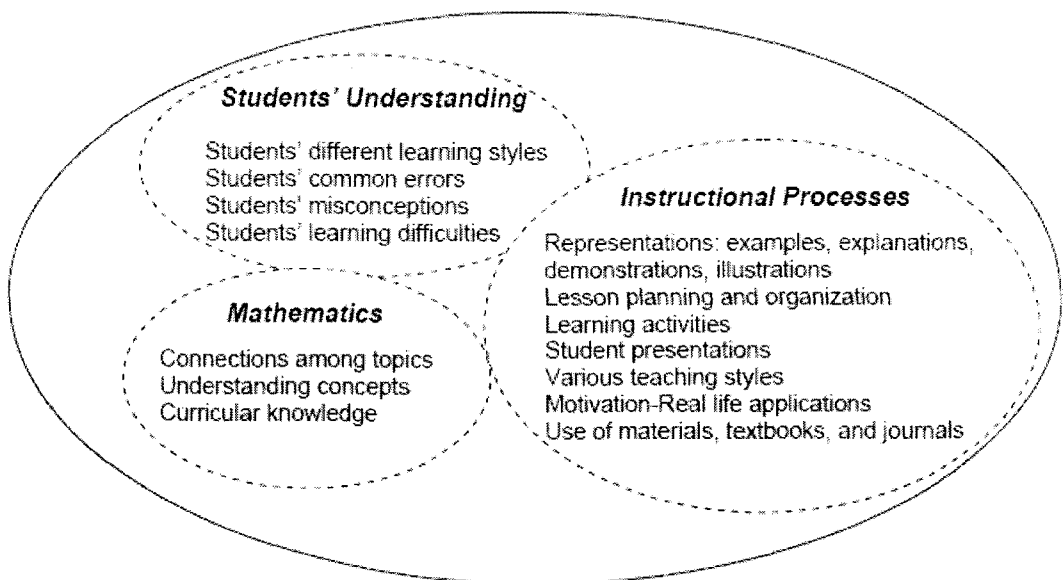 Students' Understanding
Students' different learning styles
Students' common errors
Students' misconceptions
Students' learning difficulties
Mathematics
Connections among topics
Understanding concepts
Curricular knowledge
Instructional Processes
Representations: examples, explanations,
demonstrations, illustrations
Lesson planning and organization
Learning activities
Student presentations
Various teaching styles
Motivation-Real life applications
Use of materials, textbooks, and journals